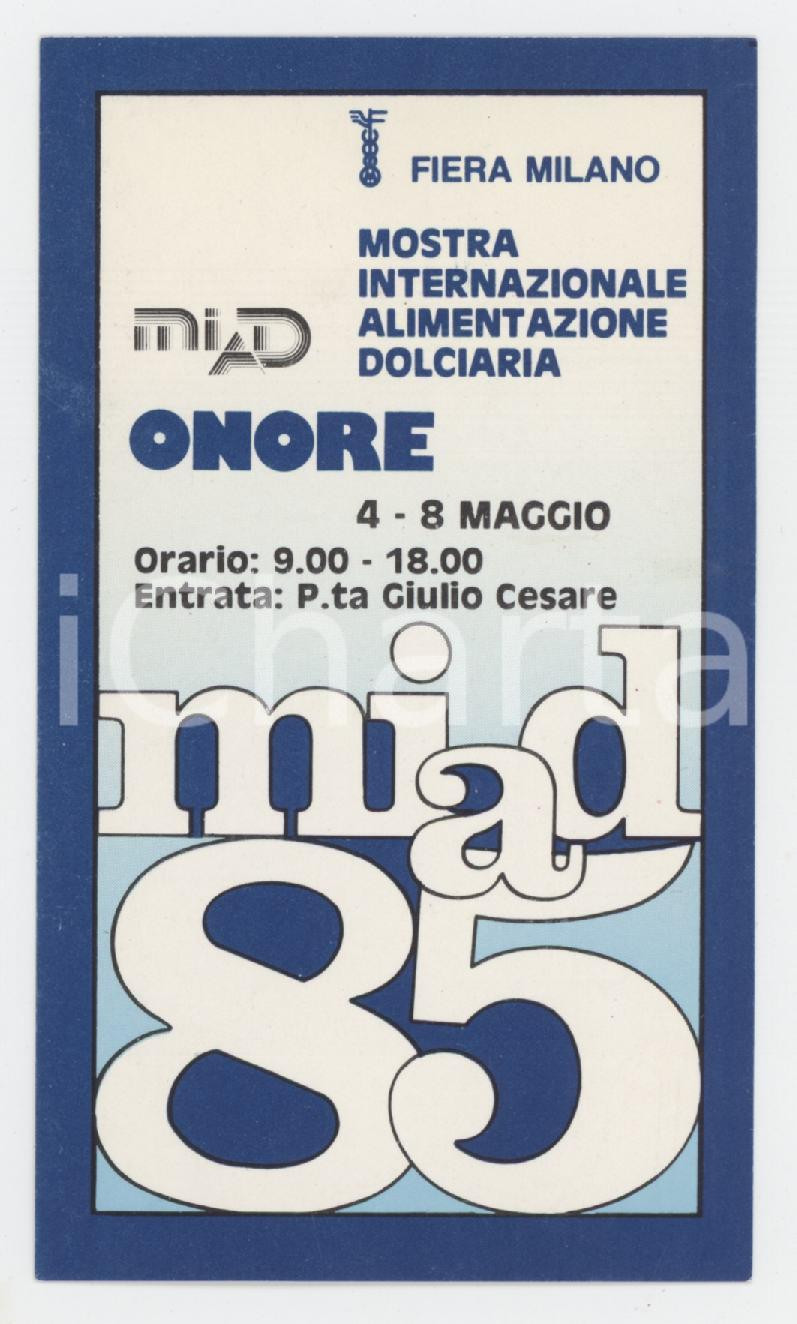 FIERA MILANO
MOSTRA
INTERNAZIONALE
ALIMENTAZIONE
DOLCIARIA
miAD
ONORE
4 - 8 MAGGIO
Orario: 9.00 - 18.00
Entrata: P.ta Giulio Cesare
iCharta
miad
85